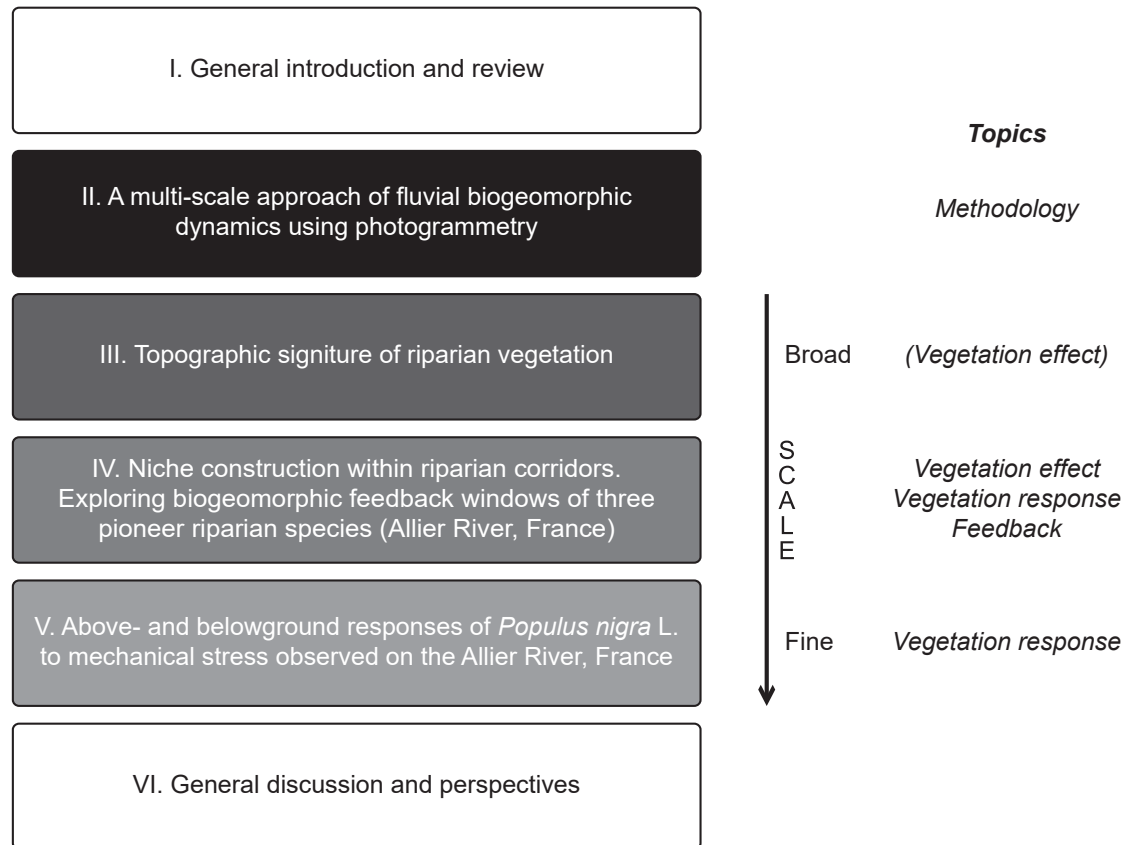 I. General introduction and review
Topics
II. A multi-scale approach of fluvial biogeomorphic
dynamics using photogrammetry
Methodology
III. Topographic signiture of riparian vegetation
Broad
(Vegetation effect)
IV. Niche construction within riparian corridors.
Exploring biogeomorphic feedback windows of three
pioneer riparian species (Allier River, France)
SCALE
Vegetation effect
Vegetation response
Feedback
V. Above- and belowground responses of Populus nigra L.
to mechanical stress observed on the Allier River, France
Fine
Vegetation response
VI. General discussion and perspectives